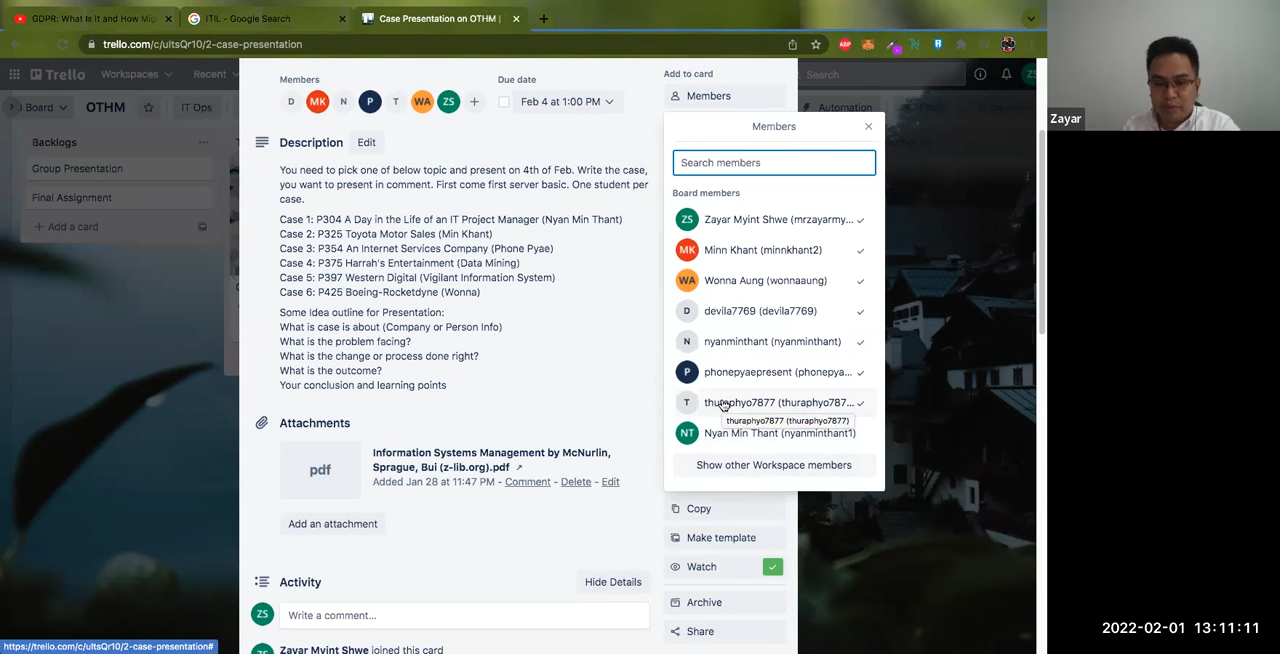 GDPR: What Is It and How Mig
ITIL - Google Search
Case Presentation on OTHM |
trello.com/c/ultsQr10/2-case-presentation
Trello
Workspaces
Recent
Search
Board
OTHM
IT Ops
Automation
Backlogs
Group Presentation
Final Assignment
+ Add a card
Members
D
MK
N
P
T
WA
ZS
Due date
Feb 4 at 1:00 PM
Description
Edit
You need to pick one of below topic and present on 4th of Feb. Write the case,
you want to present in comment. First come first server basic. One student per
case.
Case 1: P304 A Day in the Life of an IT Project Manager (Nyan Min Thant)
Case 2: P325 Toyota Motor Sales (Min Khant)
Case 3: P354 An Internet Services Company (Phone Pyae)
Case 4: P375 Harrah's Entertainment (Data Mining)
Case 5: P397 Western Digital (Vigilant Information System)
Case 6: P425 Boeing-Rocketdyne (Wonna)
Some Idea outline for Presentation:
What is case is about (Company or Person Info)
What is the problem facing?
What is the change or process done right?
What is the outcome?
Your conclusion and learning points
Attachments
pdf
Information Systems Management by McNurlin,
Sprague, Bui (z-lib.org).pdf
Added Jan 28 at 11:47 PM - Comment - Delete - Edit
Add an attachment
Activity
Hide Details
ZS
Write a comment…
Zayar Myint Shwe joined this card
Add to card
Members
Members
Search members
Board members
ZS Zayar Myint Shwe (mrzayarmy...
MK Minn Khant (minnkhant2)
WA Wonna Aung (wonnaaung)
D devila7769 (devila7769)
N nyanminthant (nyanminthant)
P phonepyaepresent (phonepya...
T thuraphyo7877 (thuraphyo787...
thuraphyo7877 (thuraphyo7877)
NT Nyan Min Thant (nyanminthant1)
Show other Workspace members
Copy
Make template
Watch
Archive
Share
Zayar
2022-02-01 13:11:11
https://trello.com/c/ultsQr10/2-case-presentation#